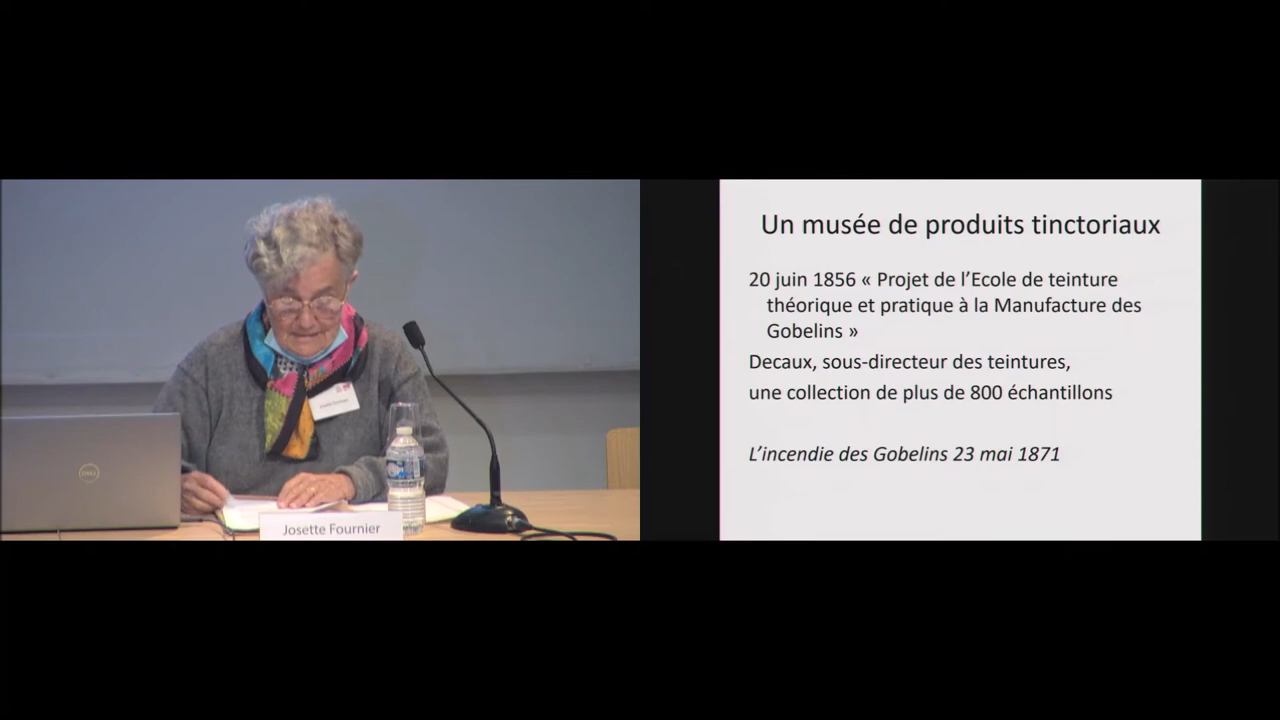 Un musée de produits tinctoriaux
20 juin 1856 « Projet de l’Ecole de teinture
théorique et pratique à la Manufacture des
Gobelins »
Decaux, sous-directeur des teintures,
une collection de plus de 800 échantillons
L’incendie des Gobelins 23 mai 1871
DELL
Josette Fournier